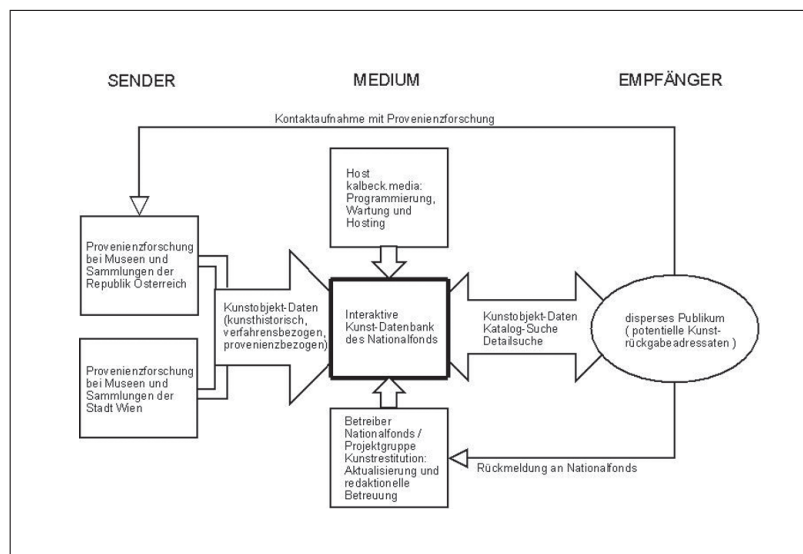 SENDER
MEDIUM
EMPFÄNGER
Kontaktaufnahme mit Provenienzforschung
Host
kalbeck.media:
Programmierung,
Wartung und
Hosting
Provenienzforschung
bei Museen und
Sammlungen der
Republik Österreich
Provenienzforschung
bei Museen und
Sammlungen der
Stadt Wien
Kunstobjekt-Daten
(kunsthistorisch,
verfahrensbezogen,
provenienzbezogen)
Interaktive
Kunst-Datenbank
des Nationalfonds
Kunstobjekt-Daten
Katalog-Suche
Detailsuche
disperses Publikum
( potentielle Kunst-
rückgabeadressaten )
Betreiber
Nationalfonds /
Projektgruppe
Kunstrestitution:
Aktualisierung und
redaktionelle
Betreuung
Rückmeldung an Nationalfonds